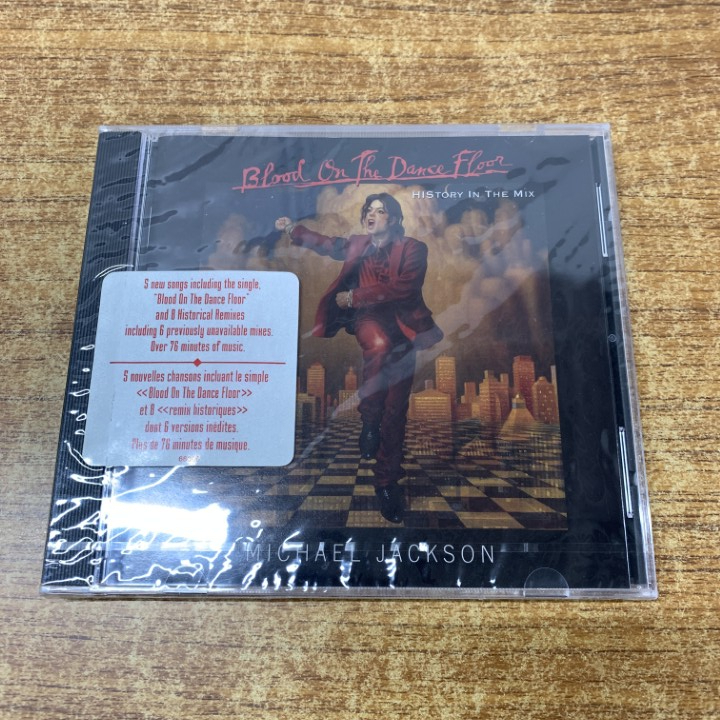 Blood On The Dance Floor
HIStory In The Mix
5 new songs including the single,
"Blood On The Dance Floor"
and 8 Historical Remixes
including 6 previously unavailable mixes.
Over 76 minutes of music.
5 nouvelles chansons incluant le simple
<<Blood On The Dance Floor>>
et 8 <<remix historiques>>
dont 6 versions inédites.
Plus de 76 minutes de musique.
MICHAEL JACKSON